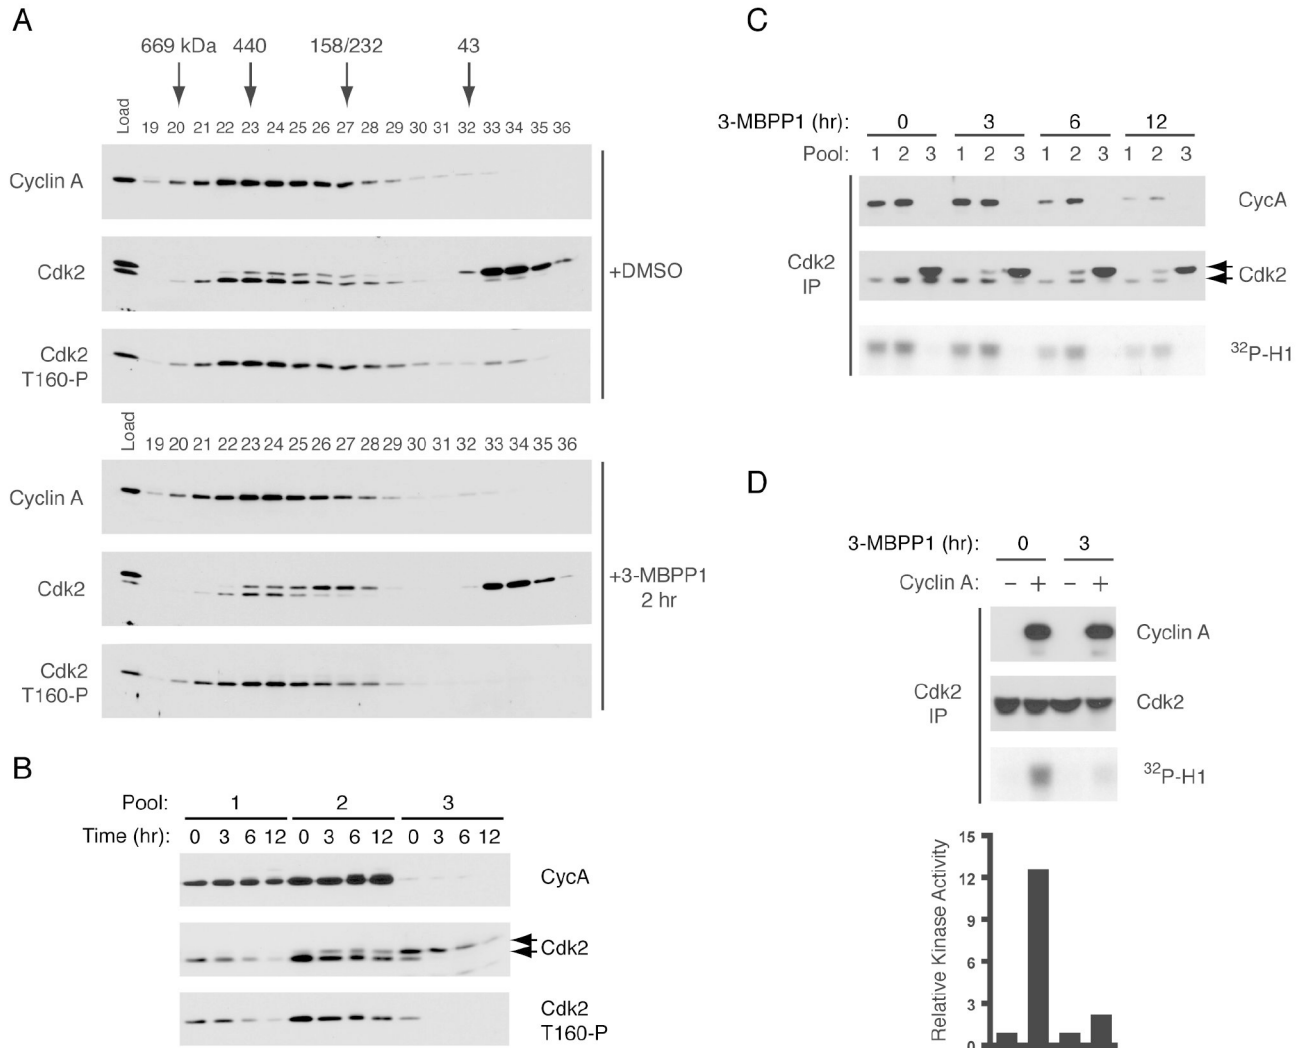 A
669 kDa 440 158/232 43
Load 19 20 21 22 23 24 25 26 27 28 29 30 31 32 33 34 35 36
Cyclin A
Cdk2
+DMSO
Cdk2
T160-P
Load 19 20 21 22 23 24 25 26 27 28 29 30 31 32 33 34 35 36
Cyclin A
Cdk2
+3-MBPP1
2 hr
Cdk2
T160-P
B
Pool: 1 2 3
Time (hr): 0 3 6 12 0 3 6 12 0 3 6 12
CycA
Cdk2
Cdk2
T160-P
C
3-MBPP1 (hr): 0 3 6 12
Pool: 1 2 3 1 2 3 1 2 3 1 2 3
CycA
Cdk2
IP
Cdk2
32P-H1
D
3-MBPP1 (hr): 0 3
Cyclin A: − + − +
Cyclin A
Cdk2
IP
Cdk2
32P-H1
Relative Kinase Activity
15
12
9
6
3
0